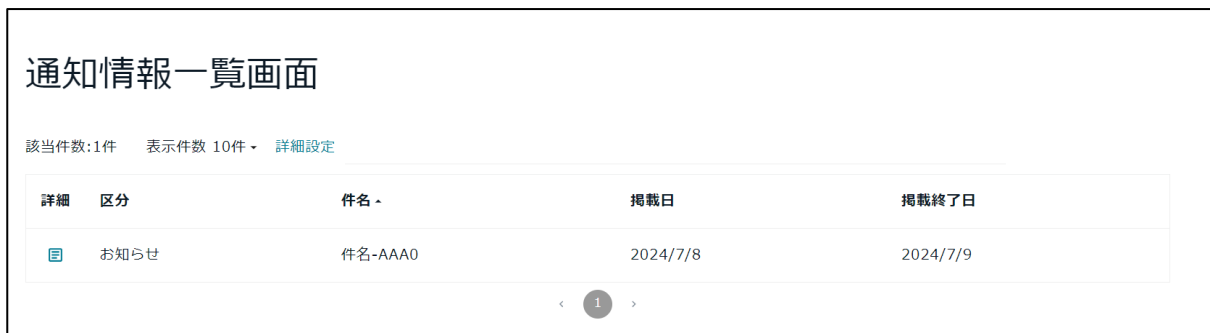 通知情報一覧画面
該当件数:1件 表示件数 10件 詳細設定
詳細 区分 件名 掲載日 掲載終了日
お知らせ 件名-AAA0 2024/7/8 2024/7/9
‹ 1 ›